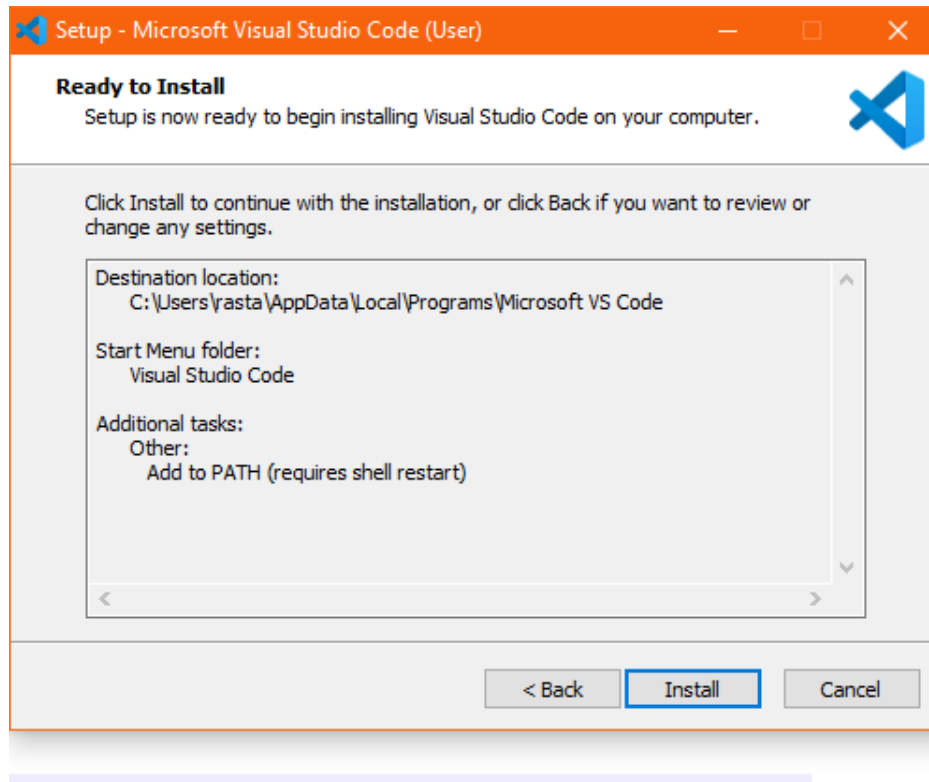 Setup - Microsoft Visual Studio Code (User)
Ready to Install
Setup is now ready to begin installing Visual Studio Code on your computer.
Click Install to continue with the installation, or click Back if you want to review or
change any settings.
Destination location:
C:\Users\rasta\AppData\Local\Programs\Microsoft VS Code
Start Menu folder:
Visual Studio Code
Additional tasks:
Other:
Add to PATH (requires shell restart)
< Back Install Cancel